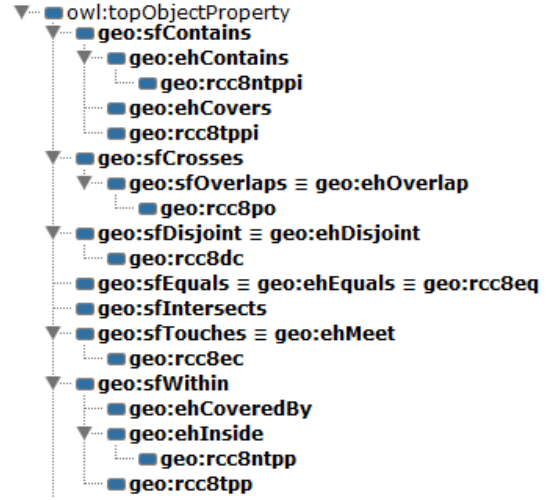 owl:topObjectProperty
geo:sfContains
geo:ehContains
geo:rcc8ntppi
geo:ehCovers
geo:rcc8tppi
geo:sfCrosses
geo:sfOverlaps ≡ geo:ehOverlap
geo:rcc8po
geo:sfDisjoint ≡ geo:ehDisjoint
geo:rcc8dc
geo:sfEquals ≡ geo:ehEquals ≡ geo:rcc8eq
geo:sfIntersects
geo:sfTouches ≡ geo:ehMeet
geo:rcc8ec
geo:sfWithin
geo:ehCoveredBy
geo:ehInside
geo:rcc8ntpp
geo:rcc8tpp